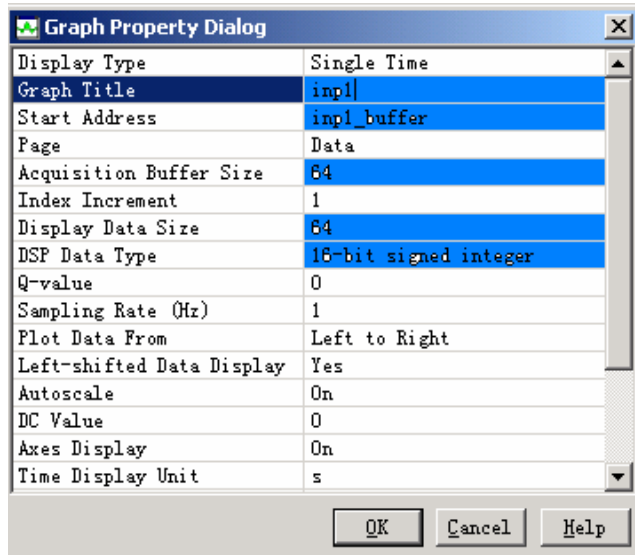 Graph Property Dialog
Display Type Single Time
Graph Title inp1
Start Address inp1_buffer
Page Data
Acquisition Buffer Size 64
Index Increment 1
Display Data Size 64
DSP Data Type 16-bit signed integer
Q-value 0
Sampling Rate (Hz) 1
Plot Data From Left to Right
Left-shifted Data Display Yes
Autoscale On
DC Value 0
Axes Display On
Time Display Unit s
OK Cancel Help